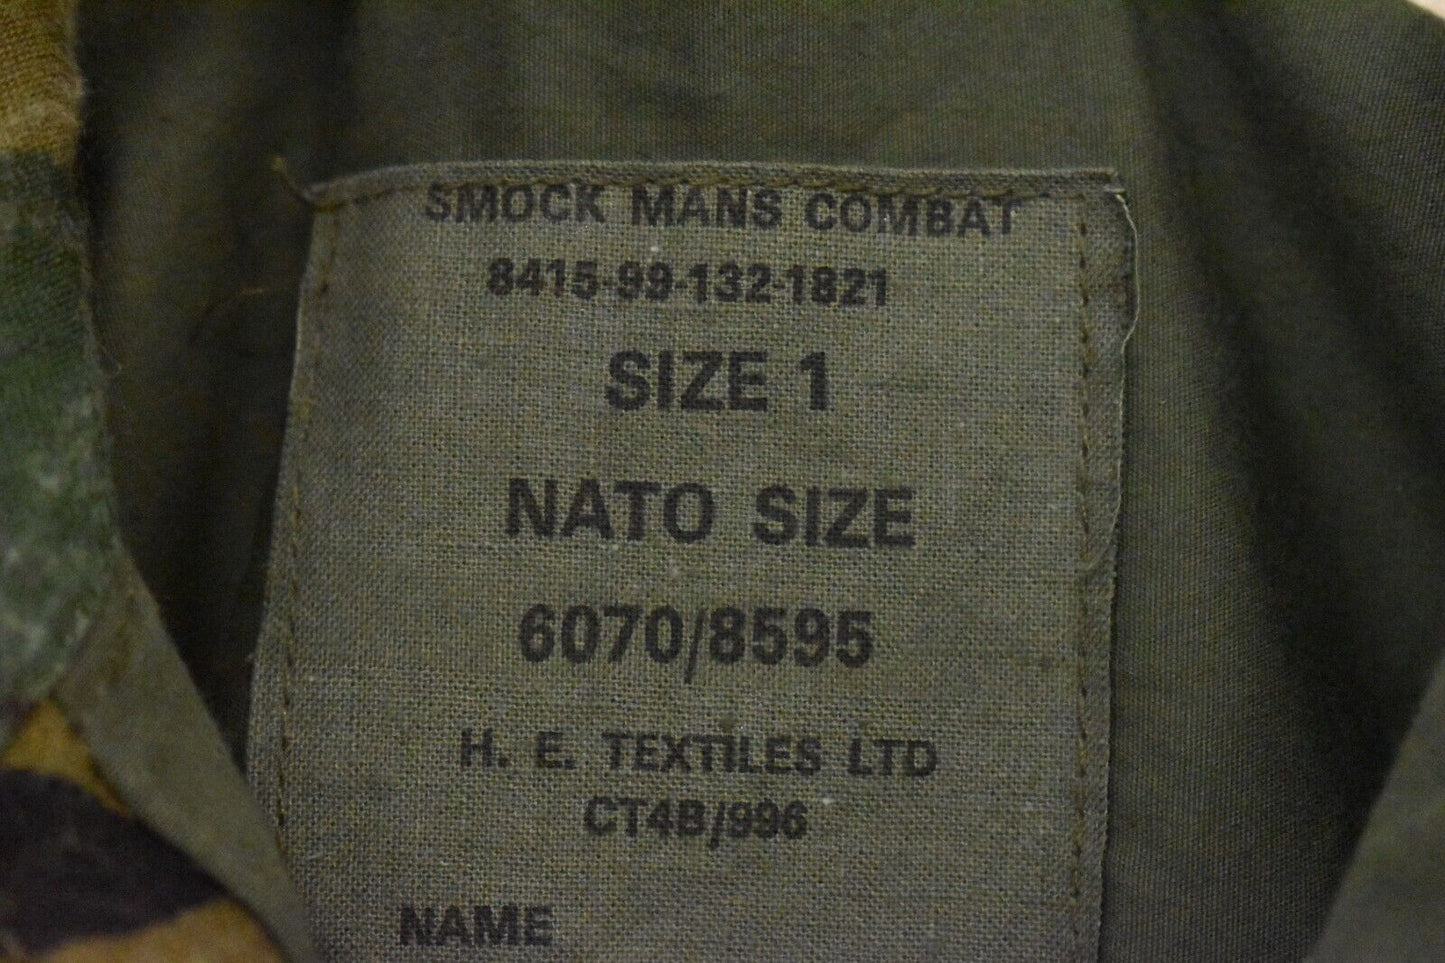 SMOCK MANS COMBAT
8415-99-132-1821
SIZE 1
NATO SIZE
6070/8595
H. E. TEXTILES LTD
CT4B/996
NAME